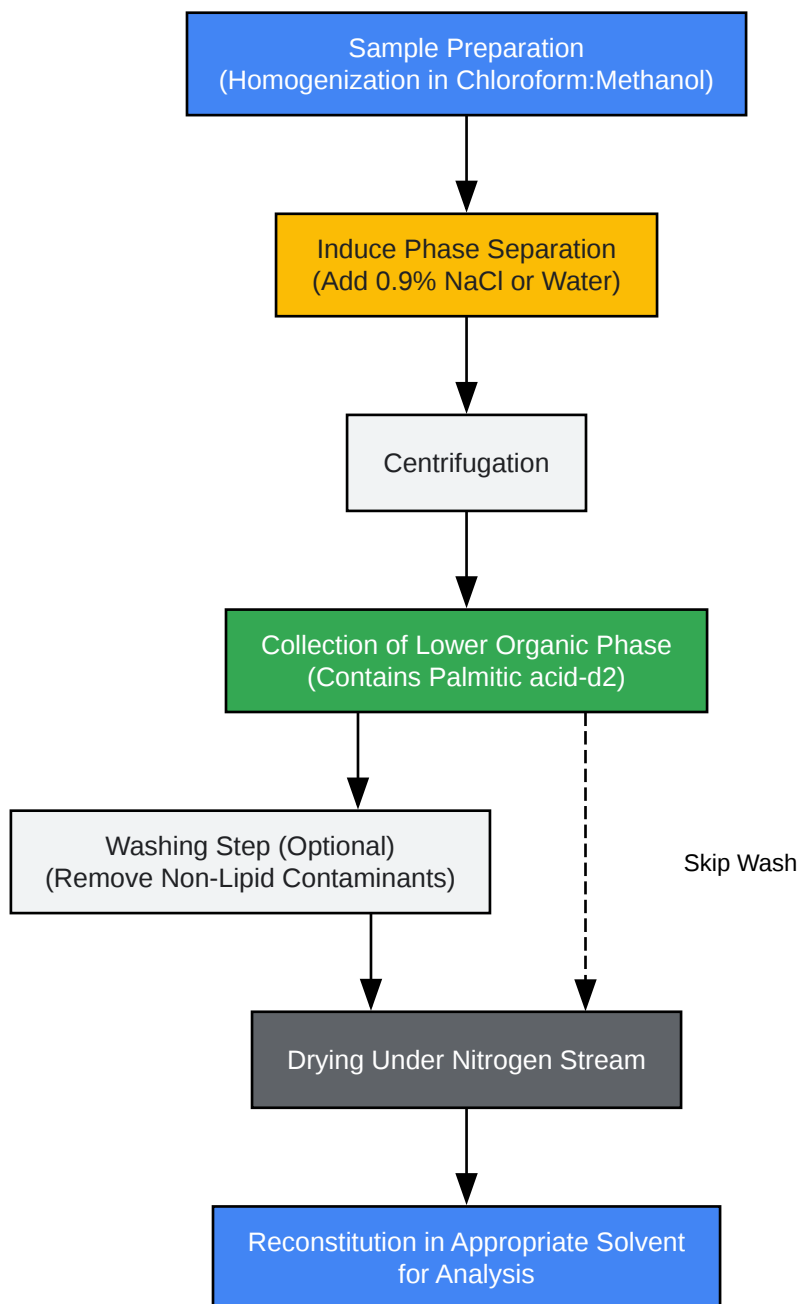 Sample Preparation
(Homogenization in Chloroform:Methanol)
Induce Phase Separation
(Add 0.9% NaCl or Water)
Centrifugation
Collection of Lower Organic Phase
(Contains Palmitic acid-d2)
Washing Step (Optional)
(Remove Non-Lipid Contaminants)
Skip Wash
Drying Under Nitrogen Stream
Reconstitution in Appropriate Solvent
for Analysis